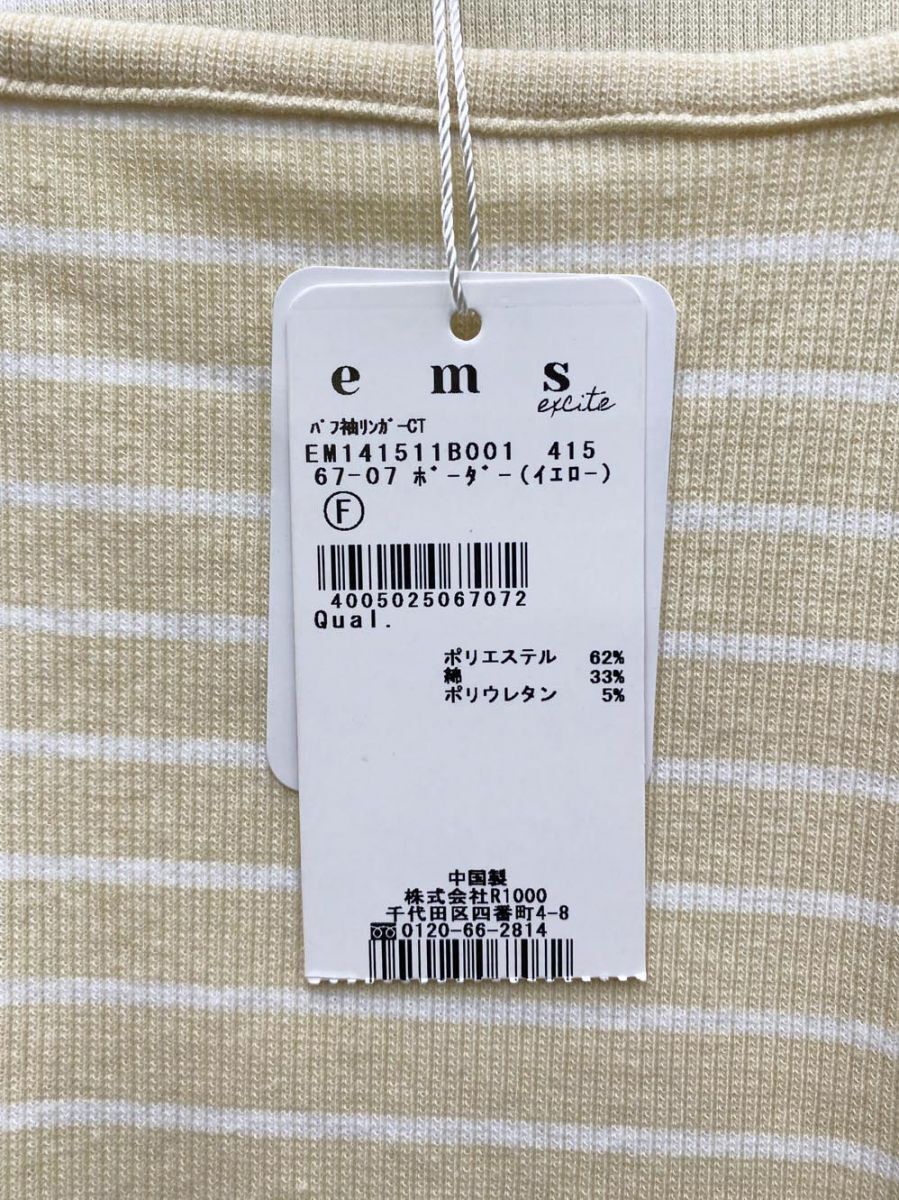 e m s
excite
ﾊﾟﾌ袖ﾘﾝｶﾞｰCT
EM141511B001 415
67-07 ﾎﾞｰﾀﾞｰ(ｲｴﾛｰ)
F
4005025067072
Qual.
ポリエステル 62%
綿 33%
ポリウレタン 5%
中国製
株式会社R1000
千代田区四番町4-8
0120-66-2814